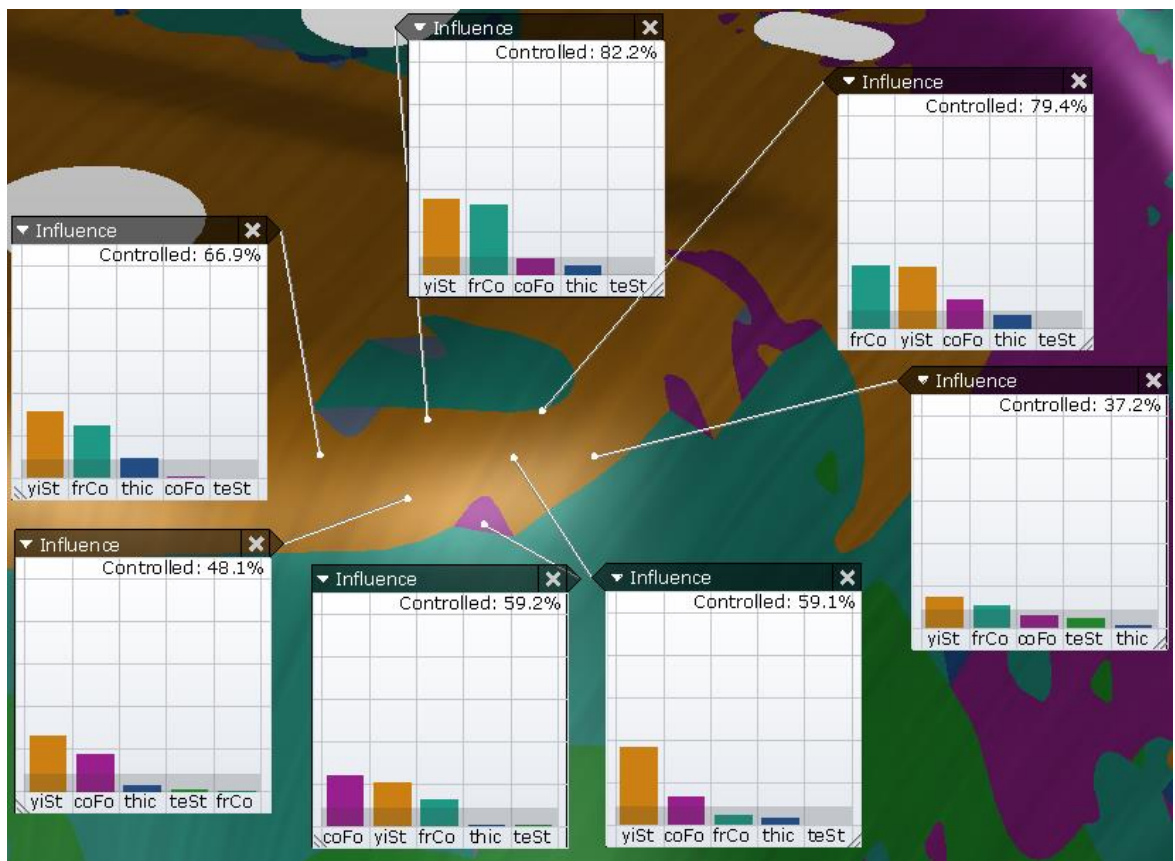 Influence
Controlled: 82.2%
yiSt frCo coFo thic teSt
Influence
Controlled: 79.4%
frCo yiSt coFo thic teSt
Influence
Controlled: 66.9%
yiSt frCo thic coFo teSt
Influence
Controlled: 37.2%
yiSt frCo coFo teSt thic
Influence
Controlled: 48.1%
yiSt coFo thic teSt frCo
Influence
Controlled: 59.2%
coFo yiSt frCo thic teSt
Influence
Controlled: 59.1%
yiSt coFo frCo thic teSt